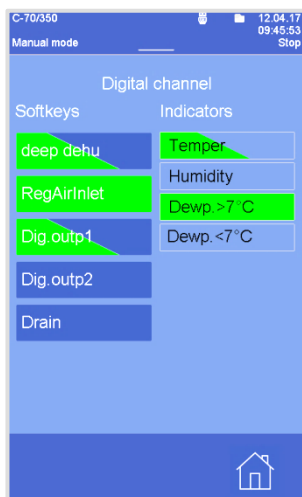 C-70/350 12.04.17
09:45:53
Manual mode Stop
Digital channel
Softkeys Indicators
deep dehu Temper
RegAirInlet Humidity
Dig.outp1 Dewp.>7°C
Dig.outp2 Dewp.<7°C
Drain